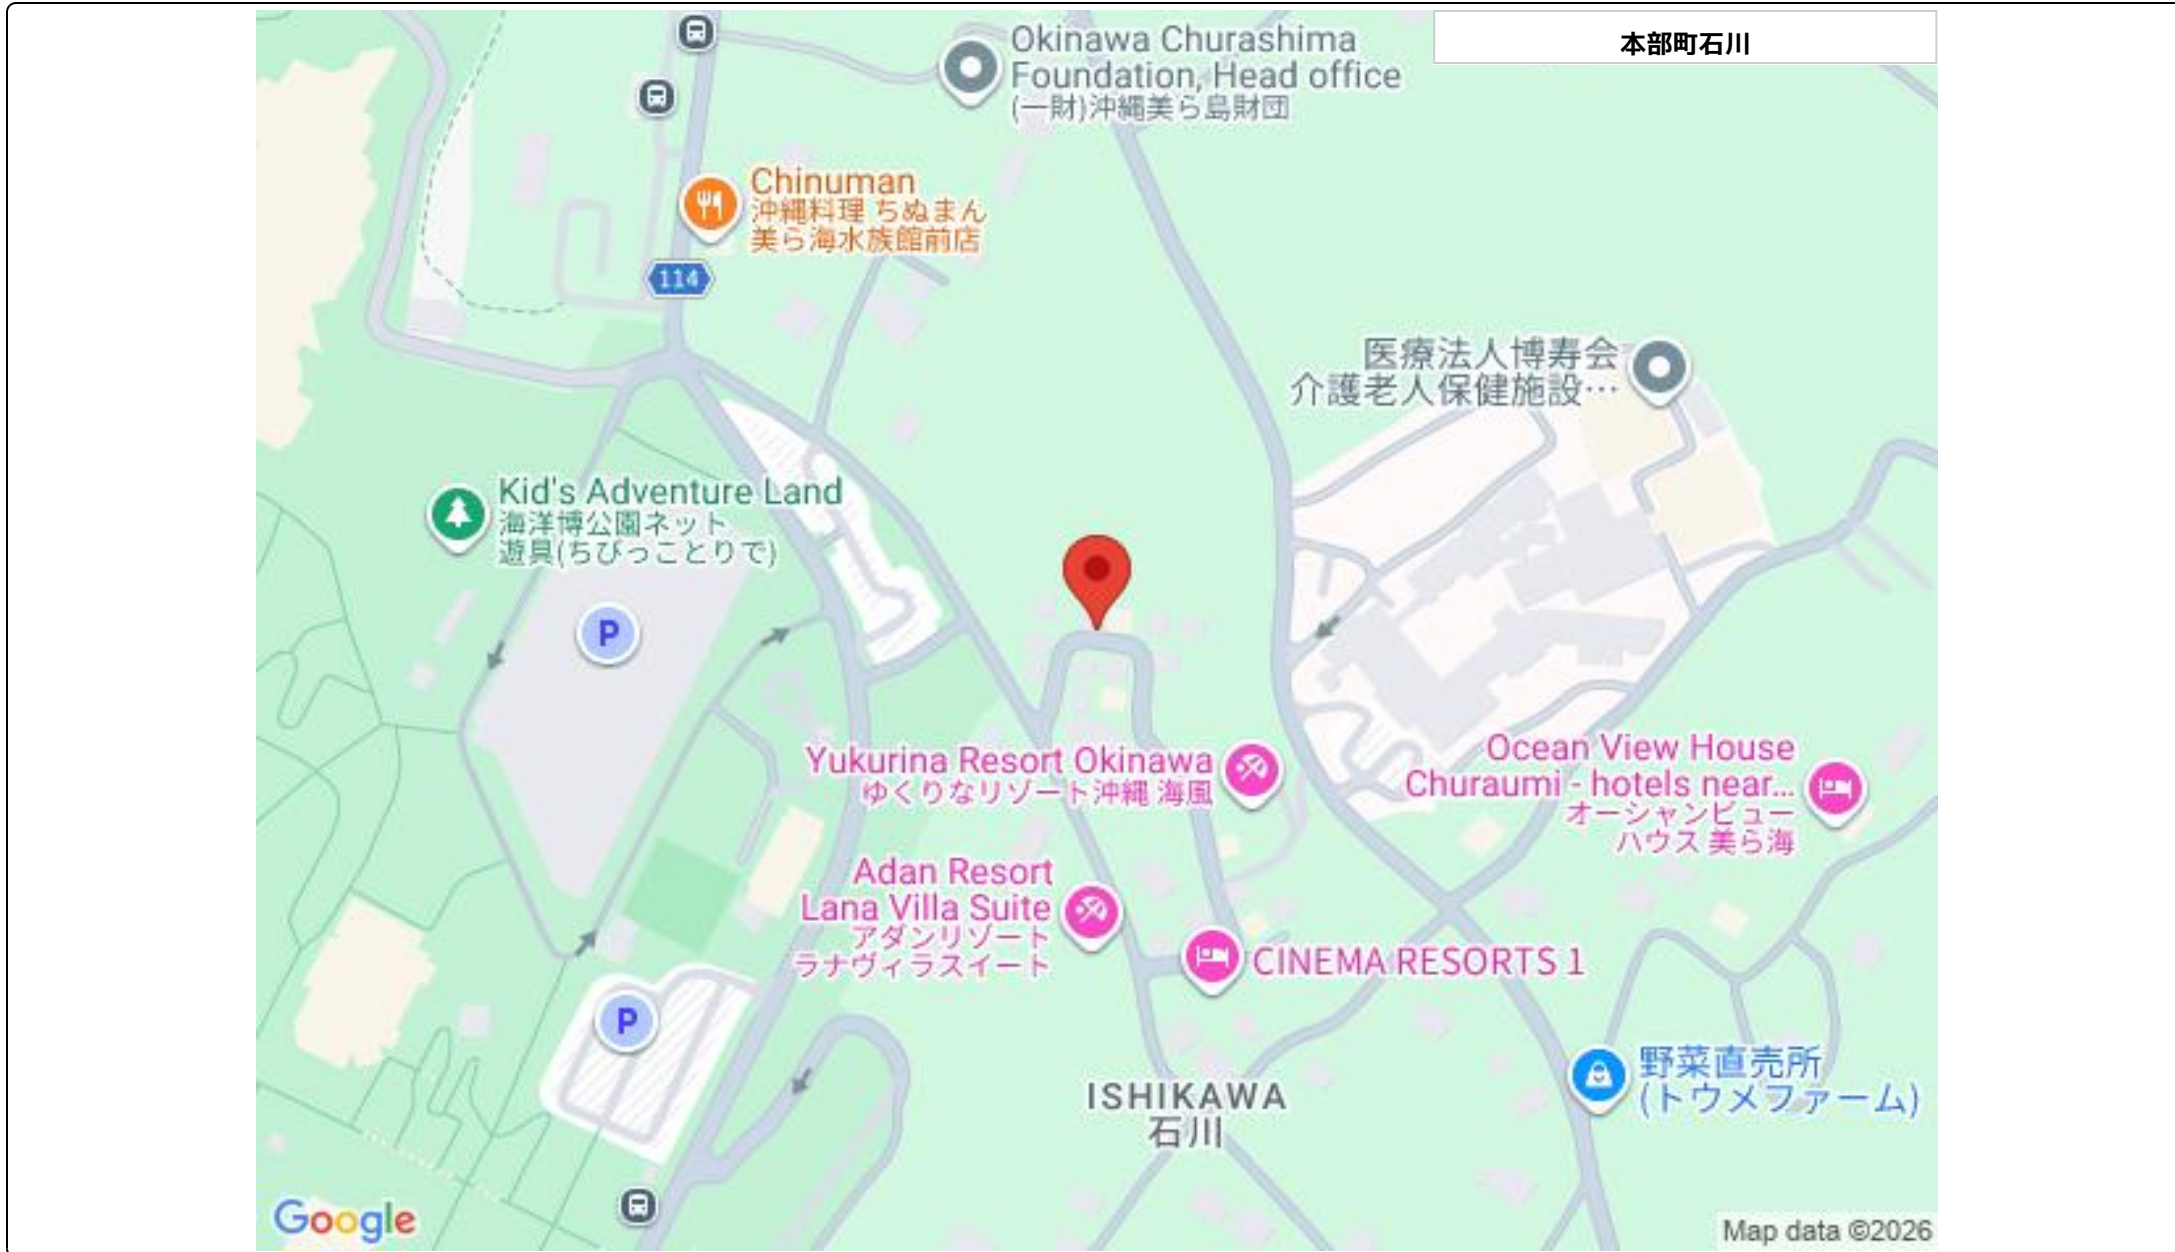 本部町石川
Okinawa Churashima
Foundation, Head office
(一財)沖縄美ら島財団
Chinuman
沖縄料理 ちぬまん
美ら海水族館前店
114
医療法人博寿会
介護老人保健施設…
Kid's Adventure Land
海洋博公園ネット
遊具(ちびっことりで)
P
Yukurina Resort Okinawa
ゆくりなリゾート沖縄 海風
Ocean View House
Churaumi - hotels near...
オーシャンビュー
ハウス 美ら海
Adan Resort
Lana Villa Suite
アダンリゾート
ラナヴィラスイート
CINEMA RESORTS 1
P
野菜直売所
(トウメファーム)
ISHIKAWA
石川
Google
Map data ©2026